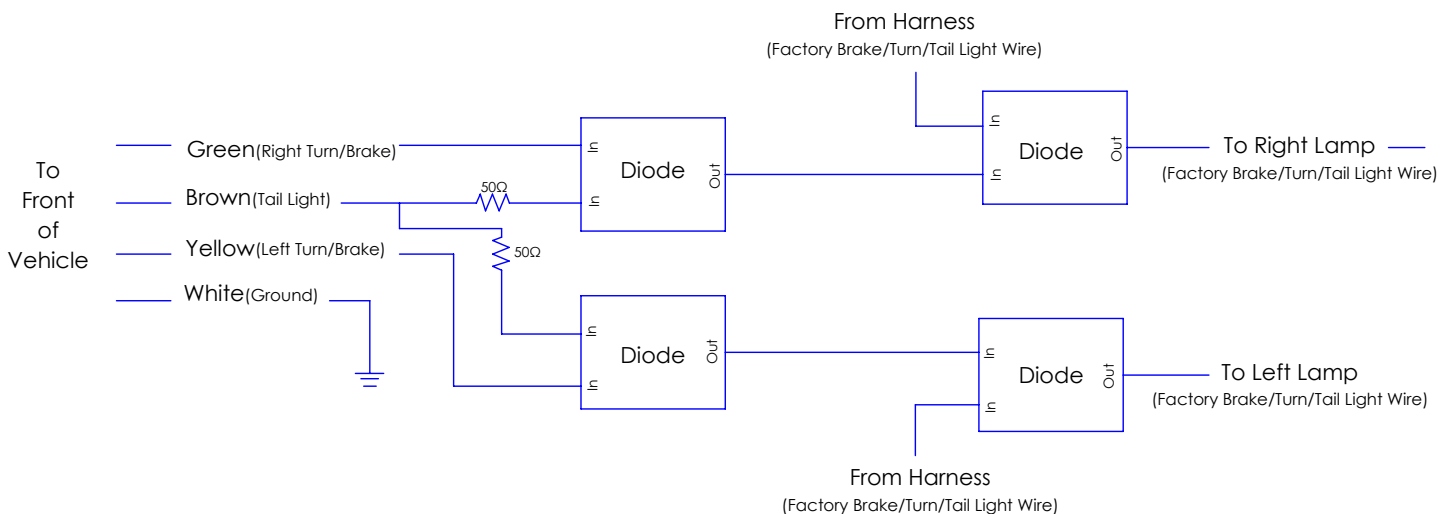 From Harness
(Factory Brake/Turn/Tail Light Wire)
To
Front
of
Vehicle
Green(Right Turn/Brake)
Brown(Tail Light)
Yellow(Left Turn/Brake)
White(Ground)
50Ω
50Ω
In
In
Diode
Out
In
In
Diode
Out
To Right Lamp
(Factory Brake/Turn/Tail Light Wire)
In
In
Diode
Out
In
In
Diode
Out
To Left Lamp
(Factory Brake/Turn/Tail Light Wire)
From Harness
(Factory Brake/Turn/Tail Light Wire)